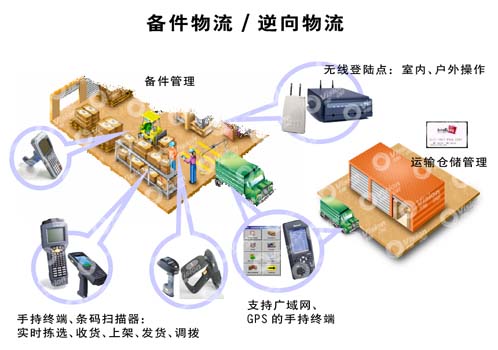 备件物流 / 逆向物流
无线登陆点：室内、户外操作
备件管理
运输仓储管理
手持终端、条码扫描器：
实时拣选、收货、上架、发货、调拨
支持广域网、
GPS的手持终端